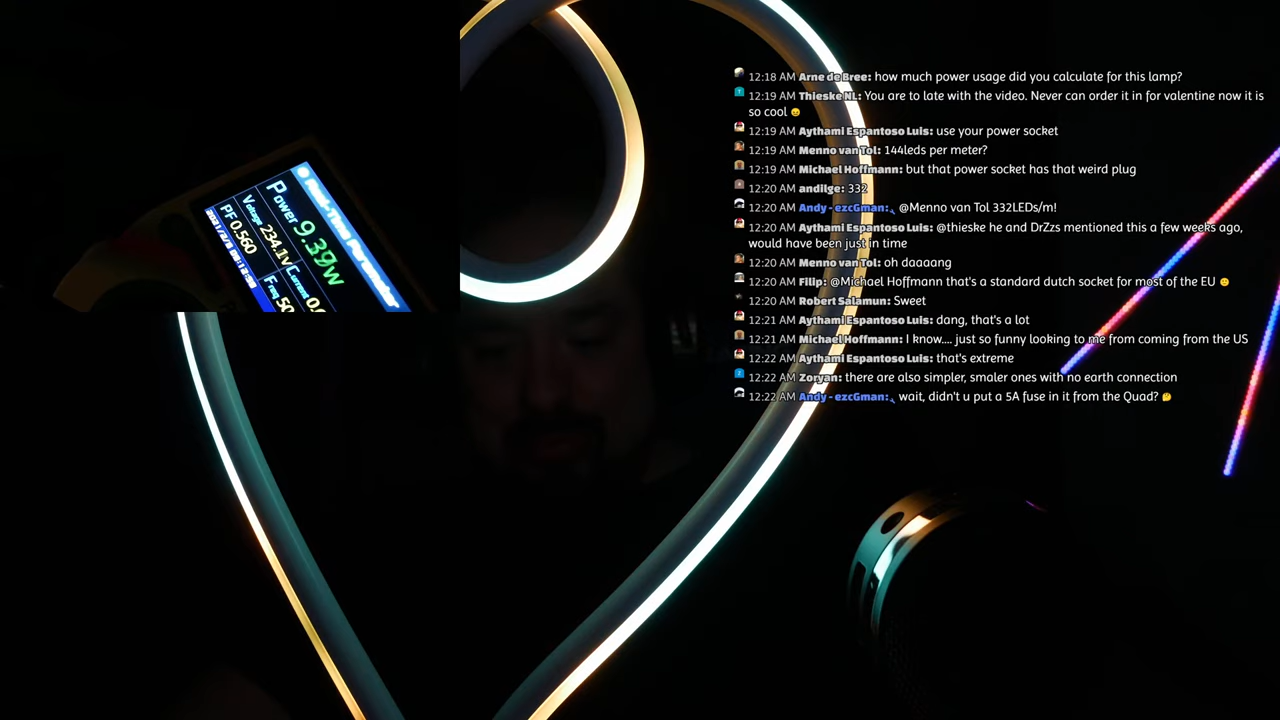 Real-Time Parameter
Power 9.39W
Voltage 234.1V Current 0.
PF 0.560 Freq 50
12:18 AM Arne de Bree: how much power usage did you calculate for this lamp?
12:19 AM ThieskeNL: You are to late with the video. Never can order it in for valentine now it is
so cool
12:19 AM Aythami Espantoso Luis: use your power socket
12:19 AM Menno van Tol: 144leds per meter?
12:19 AM Michael Hoffmann: but that power socket has that weird plug
12:20 AM andilge: 332
12:20 AM Andy - ezcGman: @Menno van Tol 332LEDs/m!
12:20 AM Aythami Espantoso Luis: @thieske he and DrZzs mentioned this a few weeks ago,
would have been just in time
12:20 AM Menno van Tol: oh daaaang
12:20 AM Filip: @Michael Hoffmann that's a standard dutch socket for most of the EU 🙂
12:20 AM Robert Salamun: Sweet
12:21 AM Aythami Espantoso Luis: dang, that's a lot
12:21 AM Michael Hoffmann: I know.... just so funny looking to me from coming from the US
12:22 AM Aythami Espantoso Luis: that's extreme
12:22 AM Zoryan: there are also simpler, smaler ones with no earth connection
12:22 AM Andy - ezcGman: wait, didn't u put a 5A fuse in it from the Quad? 🤔